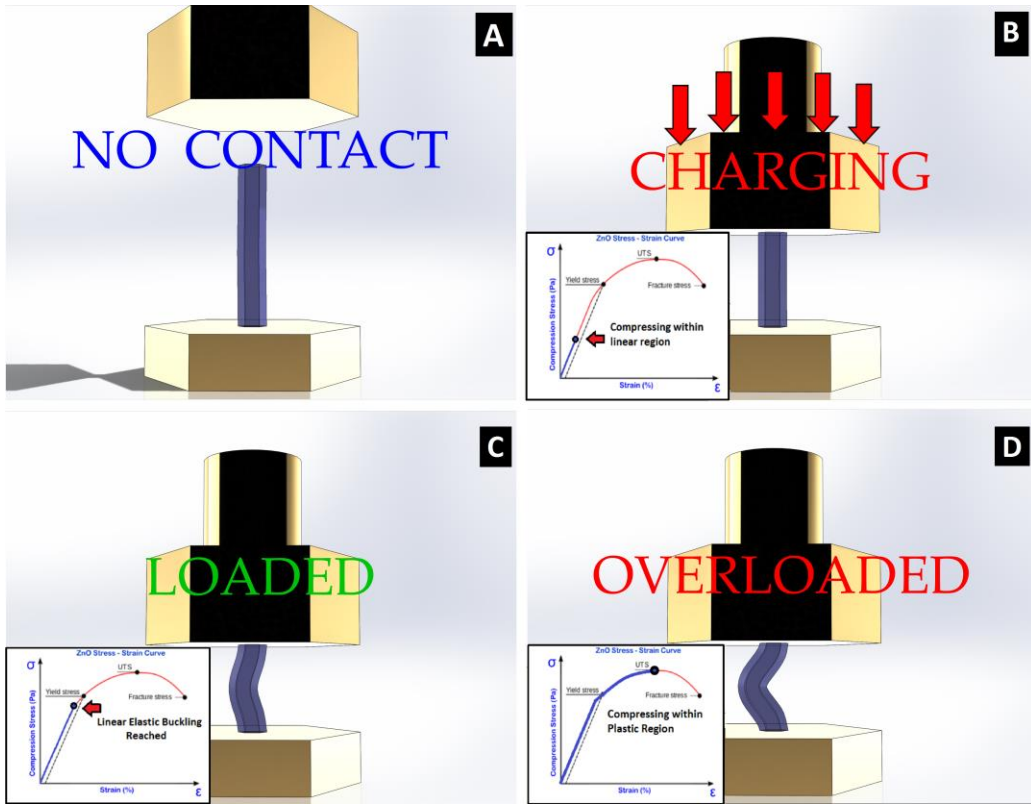 A
NO CONTACT
B
CHARGING
ZnO Stress - Strain Curve
σ
UTS
Yield stress
Fracture stress
Compression Stress (Pa)
Compressing within
linear region
Strain (%)
ε
C
LOADED
ZnO Stress - Strain Curve
σ
UTS
Yield stress
Fracture stress
Compression Stress (Pa)
Linear Elastic Buckling
Reached
Strain (%)
ε
D
OVERLOADED
ZnO Stress - Strain Curve
σ
UTS
Yield stress
Fracture stress
Compression Stress (Pa)
Compressing within
Plastic Region
Strain (%)
ε